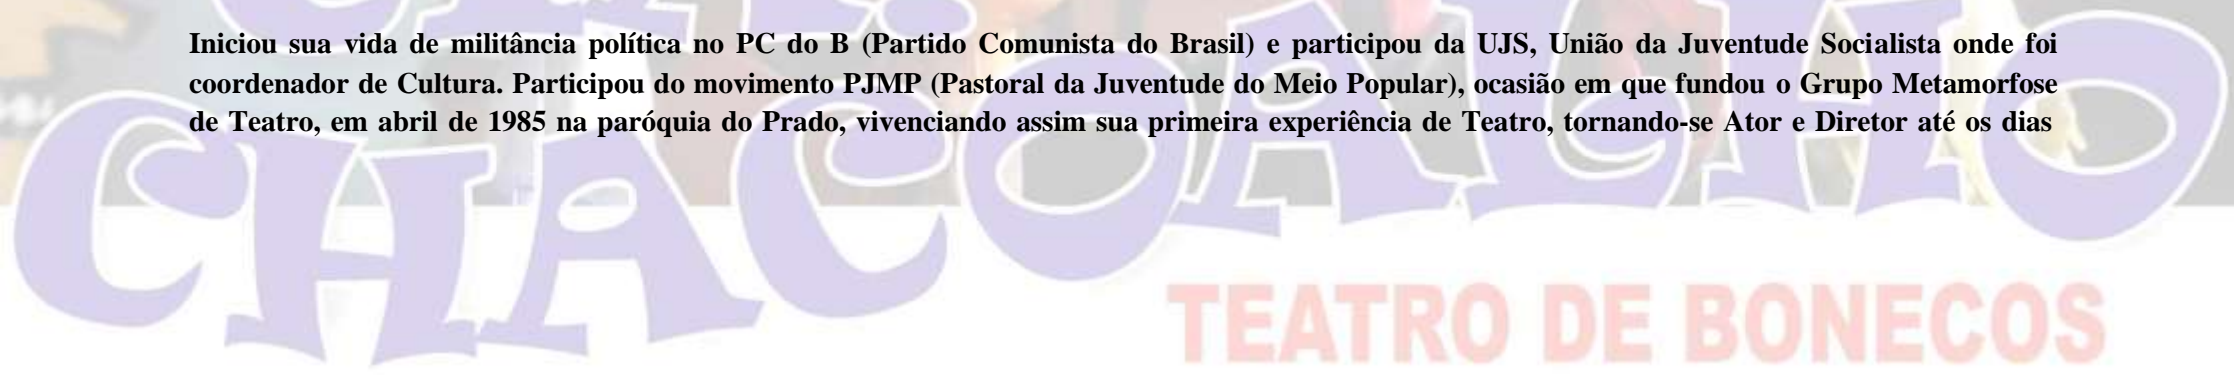 Iniciou sua vida de militância política no PC do B (Partido Comunista do Brasil) e participou da UJS, União da Juventude Socialista onde foi
coordenador de Cultura. Participou do movimento PJMP (Pastoral da Juventude do Meio Popular), ocasião em que fundou o Grupo Metamorfose
de Teatro, em abril de 1985 na paróquia do Prado, vivenciando assim sua primeira experiência de Teatro, tornando-se Ator e Diretor até os dias
CHACOALHO
TEATRO DE BONECOS